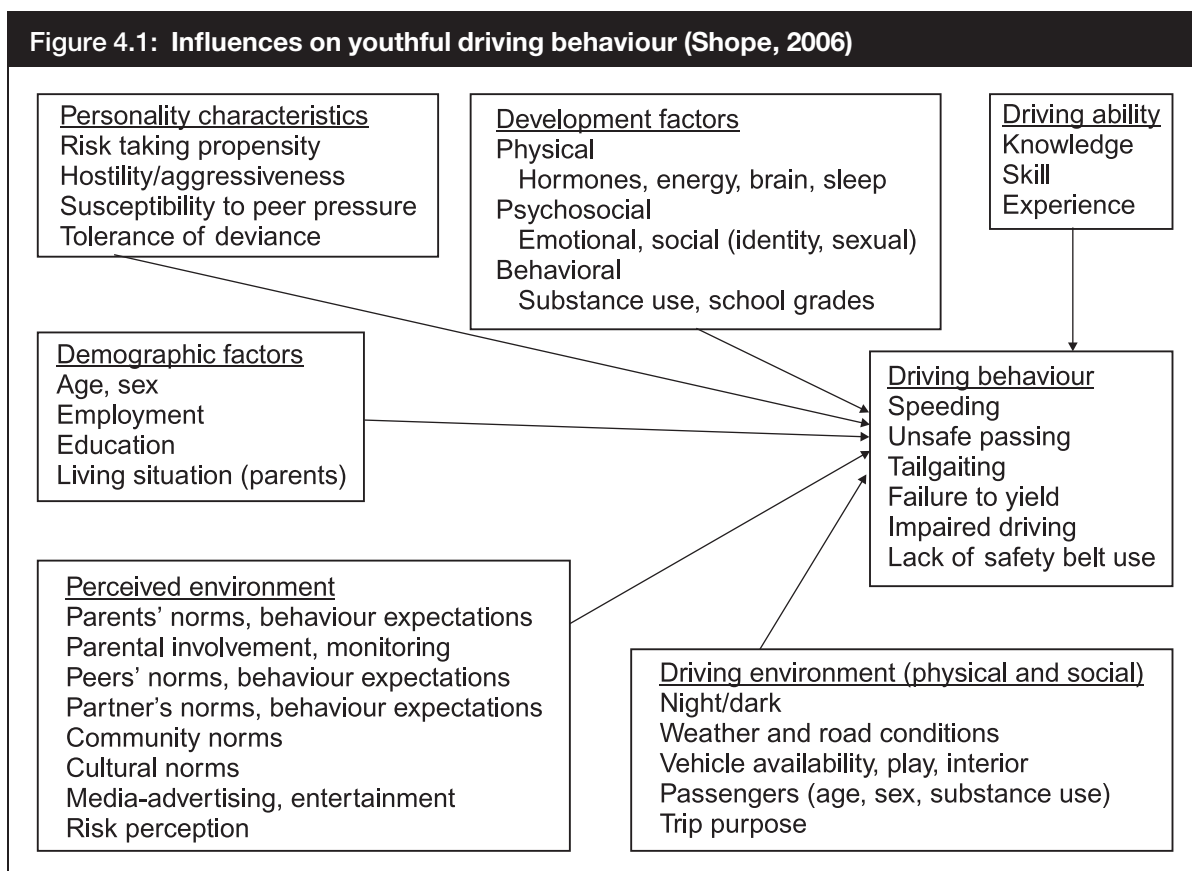 Figure 4.1: Influences on youthful driving behaviour (Shope, 2006)
Personality characteristics
Risk taking propensity
Hostility/aggressiveness
Susceptibility to peer pressure
Tolerance of deviance
Development factors
Physical
Hormones, energy, brain, sleep
Psychosocial
Emotional, social (identity, sexual)
Behavioral
Substance use, school grades
Driving ability
Knowledge
Skill
Experience
Demographic factors
Age, sex
Employment
Education
Living situation (parents)
Driving behaviour
Speeding
Unsafe passing
Tailgaiting
Failure to yield
Impaired driving
Lack of safety belt use
Perceived environment
Parents’ norms, behaviour expectations
Parental involvement, monitoring
Peers’ norms, behaviour expectations
Partner’s norms, behaviour expectations
Community norms
Cultural norms
Media-advertising, entertainment
Risk perception
Driving environment (physical and social)
Night/dark
Weather and road conditions
Vehicle availability, play, interior
Passengers (age, sex, substance use)
Trip purpose